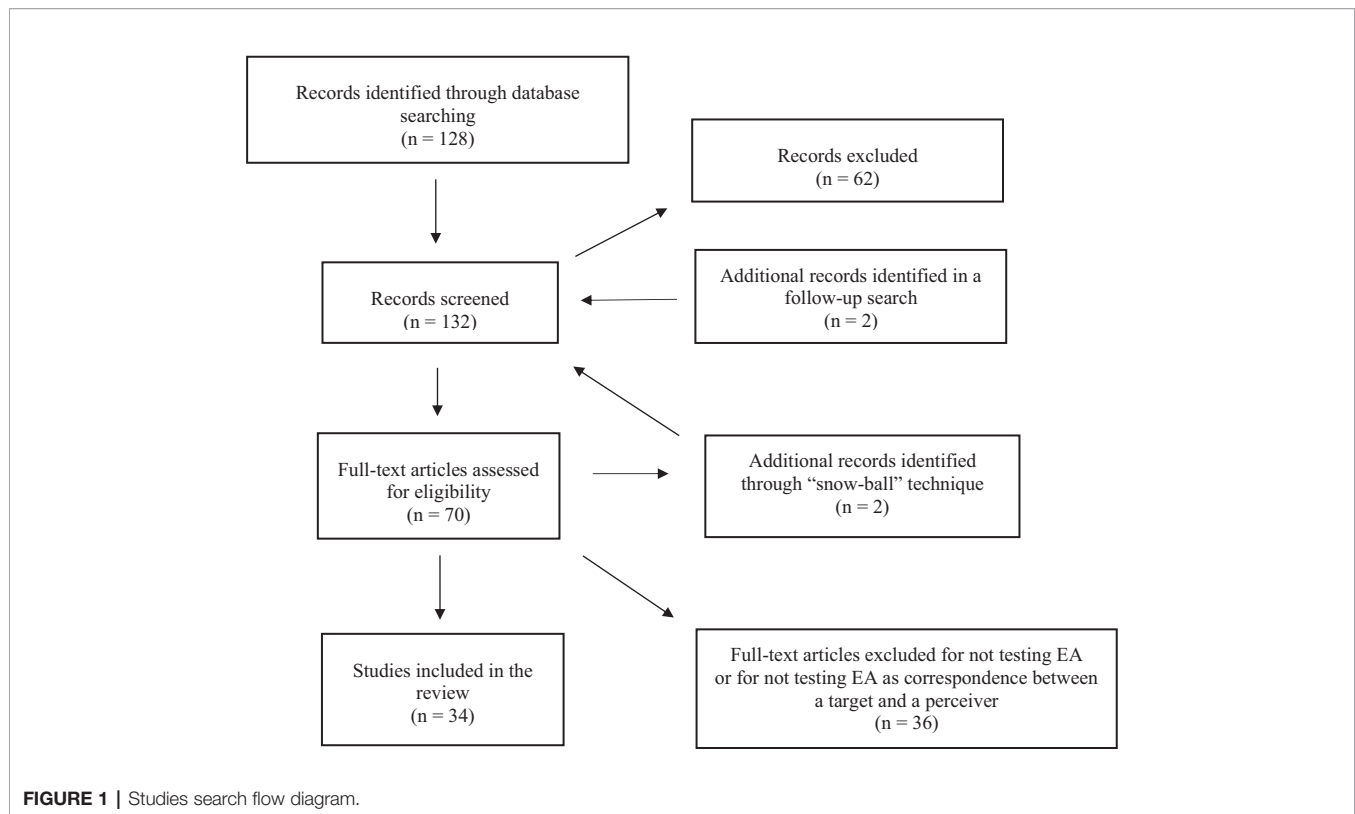 Records identified through database
searching
(n = 128)
Records excluded
(n = 62)
Records screened
(n = 132)
Additional records identified in a
follow-up search
(n = 2)
Full-text articles assessed
for eligibility
(n = 70)
Additional records identified
through “snow-ball” technique
(n = 2)
Studies included in the
review
(n = 34)
Full-text articles excluded for not testing EA
or for not testing EA as correspondence between
a target and a perceiver
(n = 36)
FIGURE 1 | Studies search flow diagram.